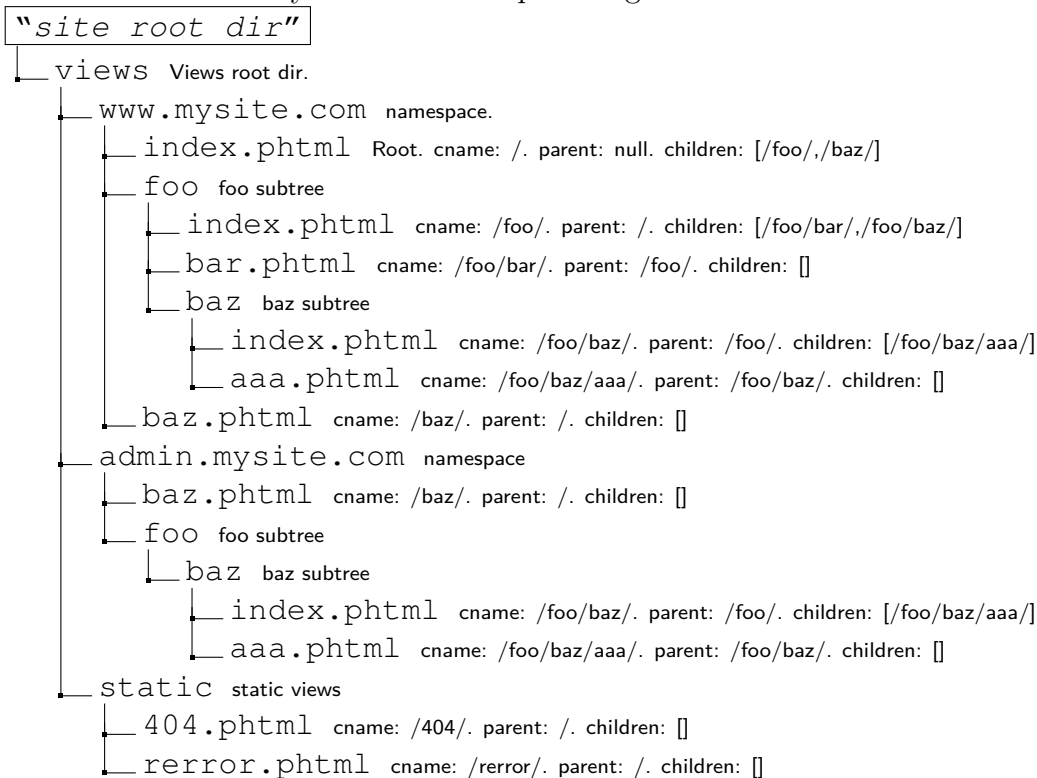 "site root dir"
views Views root dir.
www.mysite.com namespace.
index.phtml Root. cname: /. parent: null. children: [/foo/,/baz/]
foo foo subtree
index.phtml cname: /foo/. parent: /. children: [/foo/bar/,/foo/baz/]
bar.phtml cname: /foo/bar/. parent: /foo/. children: []
baz baz subtree
index.phtml cname: /foo/baz/. parent: /foo/. children: [/foo/baz/aaa/]
aaa.phtml cname: /foo/baz/aaa/. parent: /foo/baz/. children: []
baz.phtml cname: /baz/. parent: /. children: []
admin.mysite.com namespace
baz.phtml cname: /baz/. parent: /. children: []
foo foo subtree
baz baz subtree
index.phtml cname: /foo/baz/. parent: /foo/. children: [/foo/baz/aaa/]
aaa.phtml cname: /foo/baz/aaa/. parent: /foo/baz/. children: []
static static views
404.phtml cname: /404/. parent: /. children: []
rerror.phtml cname: /rerror/. parent: /. children: []